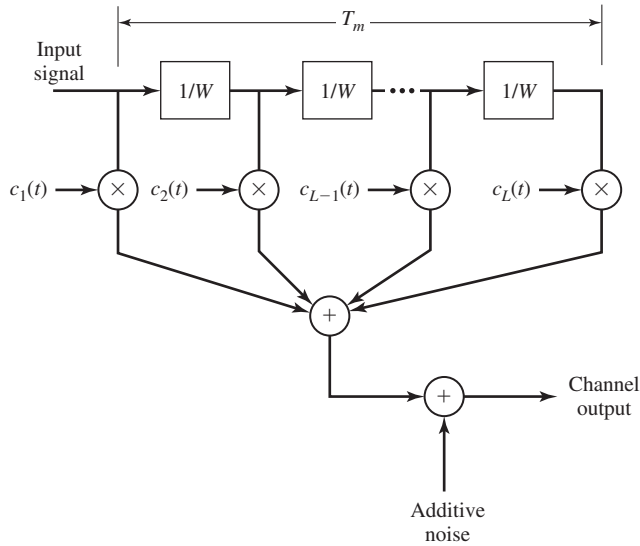 T_m
Input
signal
1/W
1/W
•••
1/W
c_1(t)
×
c_2(t)
×
c_{L−1}(t)
×
c_L(t)
×
+
+
Channel
output
Additive
noise